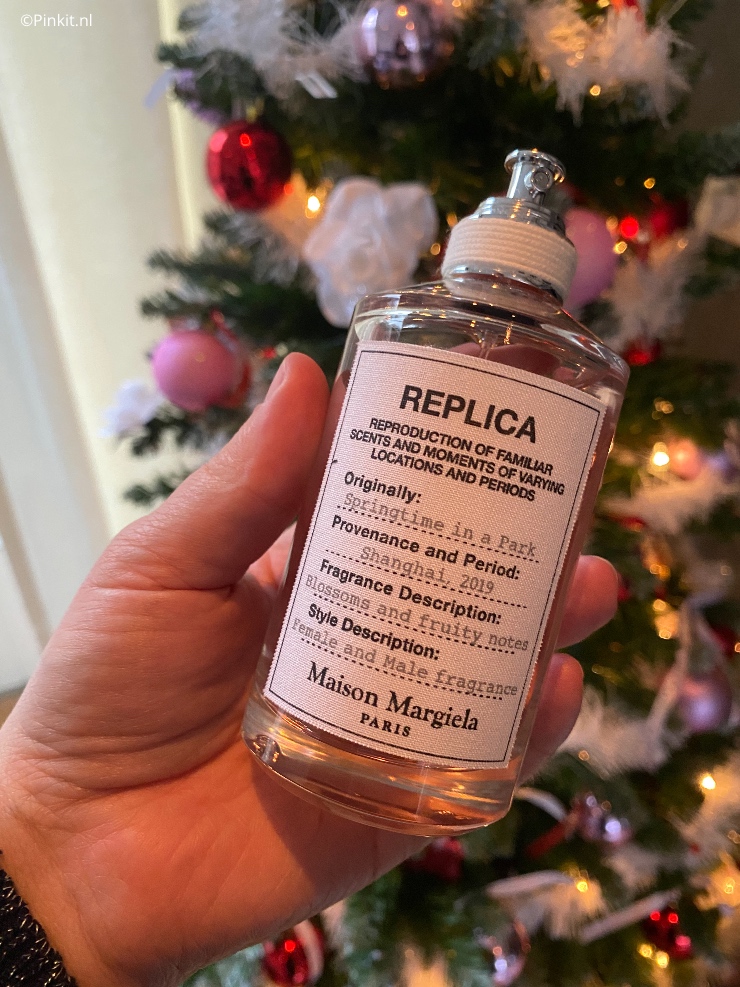 ©Pinkit.nl
REPLICA
REPRODUCTION OF FAMILIAR
SCENTS AND MOMENTS OF VARYING
LOCATIONS AND PERIODS
Originally:
Springtime in a Park
Provenance and Period:
Shanghai, 2019
Fragrance Description:
Blossoms and fruity notes
Style Description:
Female and Male fragrance
Maison Margiela
PARIS